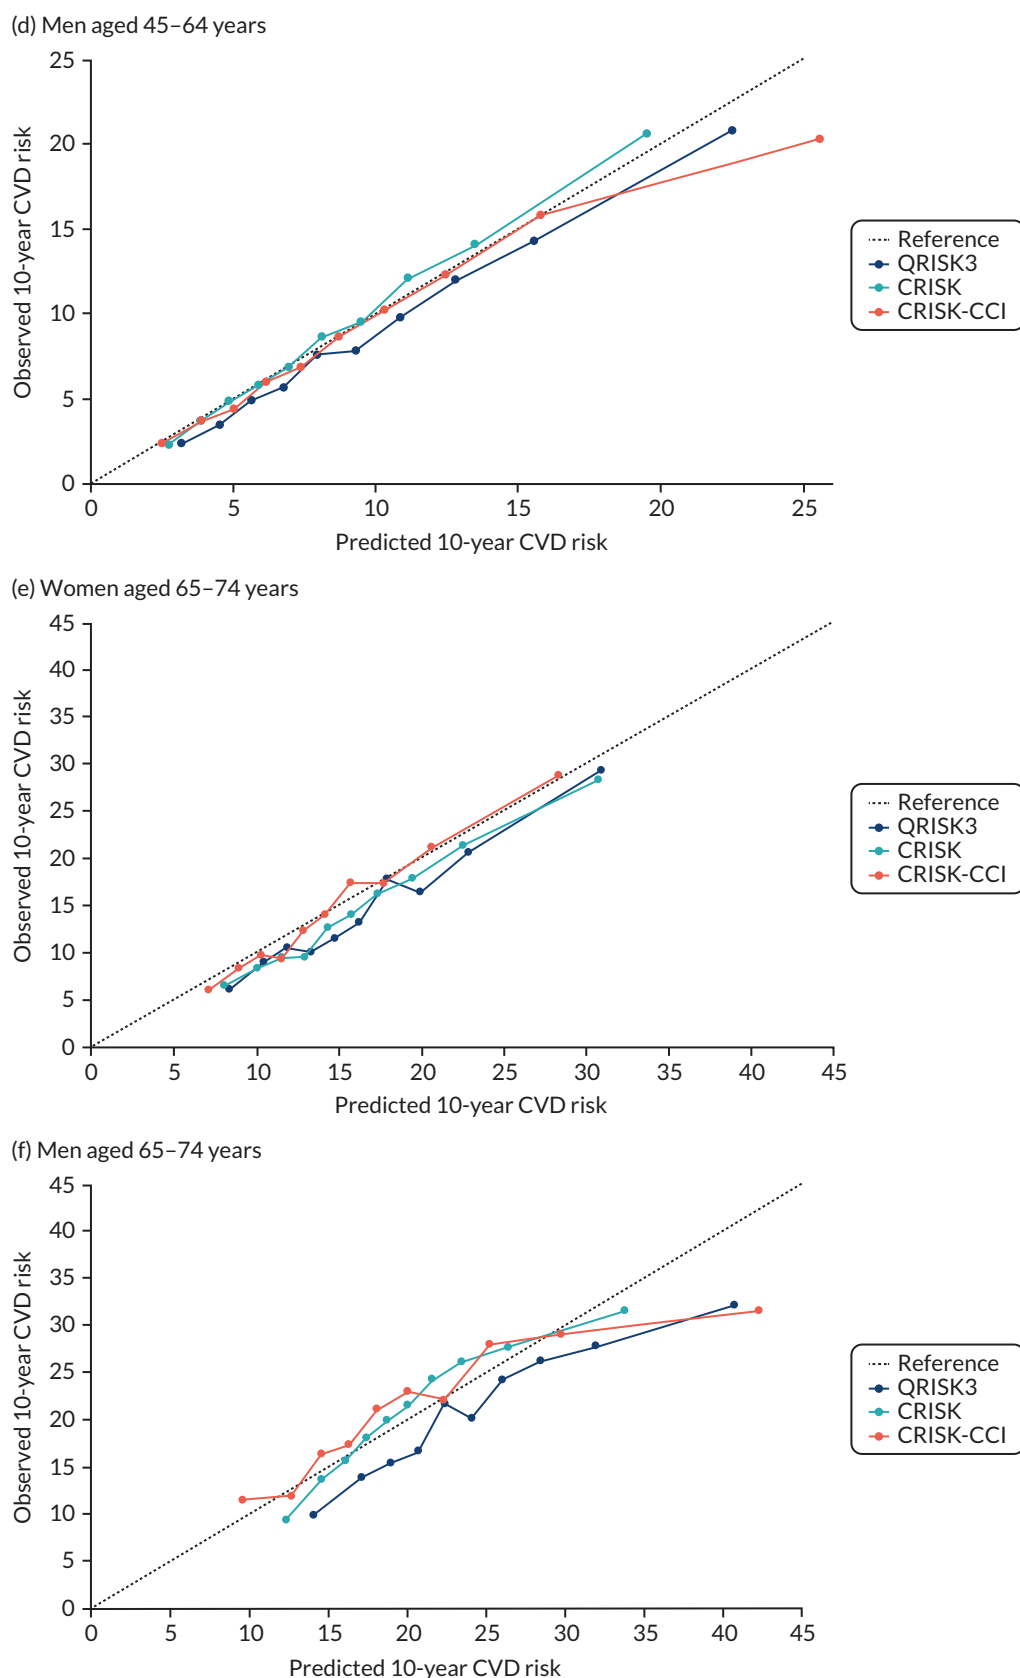 (d) Men aged 45–64 years
25
20
15
10
5
0
Observed 10-year CVD risk
0 5 10 15 20 25
Predicted 10-year CVD risk
Reference
QRISK3
CRISK
CRISK-CCI
(e) Women aged 65–74 years
45
40
35
30
25
20
15
10
5
0
Observed 10-year CVD risk
0 5 10 15 20 25 30 35 40 45
Predicted 10-year CVD risk
Reference
QRISK3
CRISK
CRISK-CCI
(f) Men aged 65–74 years
45
40
35
30
25
20
15
10
5
0
Observed 10-year CVD risk
0 5 10 15 20 25 30 35 40 45
Predicted 10-year CVD risk
Reference
QRISK3
CRISK
CRISK-CCI